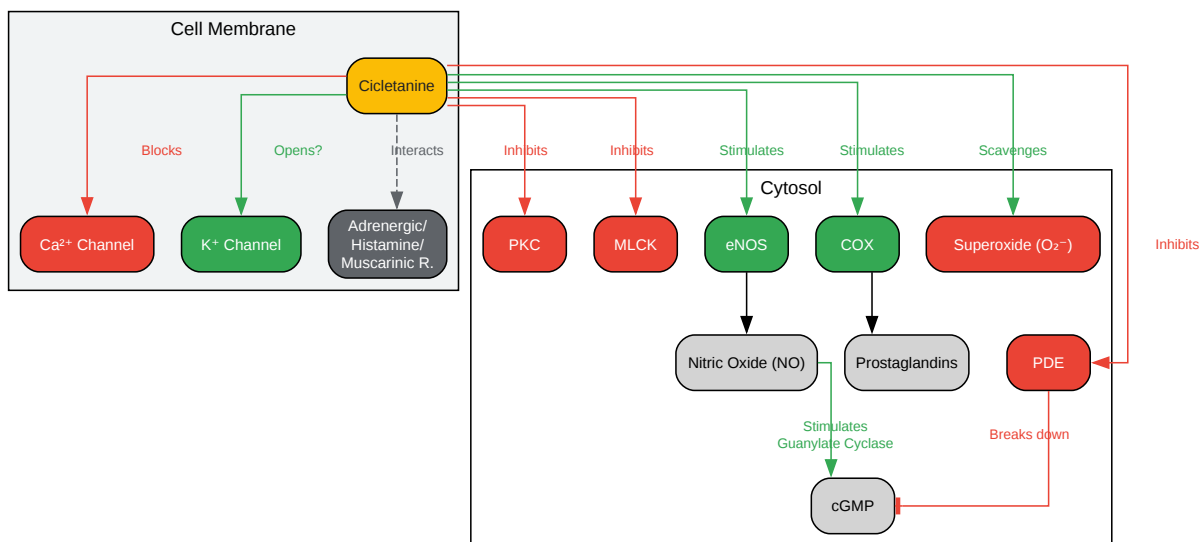 Cell Membrane
Cicletanine
Blocks
Opens?
Interacts
Inhibits
Inhibits
Stimulates
Stimulates
Scavenges
Cytosol
Ca²⁺ Channel
K⁺ Channel
Adrenergic/
Histamine/
Muscarinic R.
PKC
MLCK
eNOS
COX
Superoxide (O₂⁻)
Inhibits
Nitric Oxide (NO)
Prostaglandins
PDE
Stimulates
Guanylate Cyclase
Breaks down
cGMP